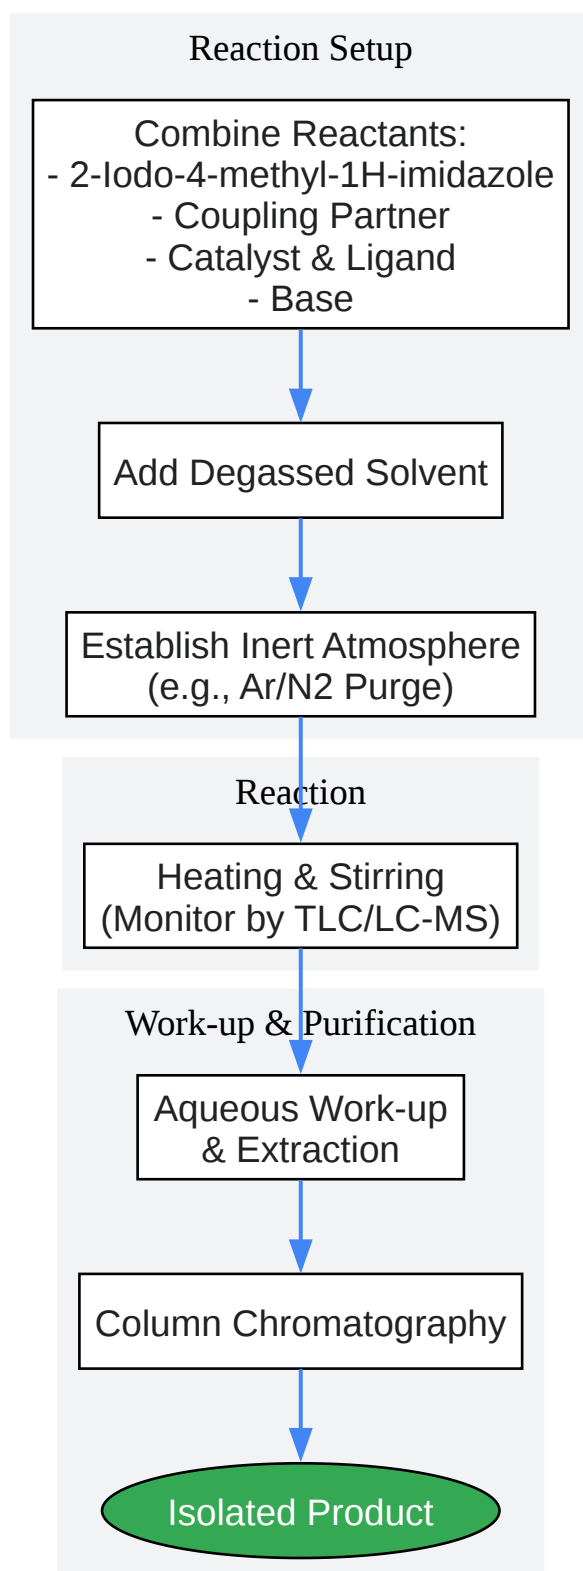 Reaction Setup
Combine Reactants:
- 2-Iodo-4-methyl-1H-imidazole
- Coupling Partner
- Catalyst & Ligand
- Base
Add Degassed Solvent
Establish Inert Atmosphere
(e.g., Ar/N2 Purge)
Reaction
Heating & Stirring
(Monitor by TLC/LC-MS)
Work-up & Purification
Aqueous Work-up
& Extraction
Column Chromatography
Isolated Product